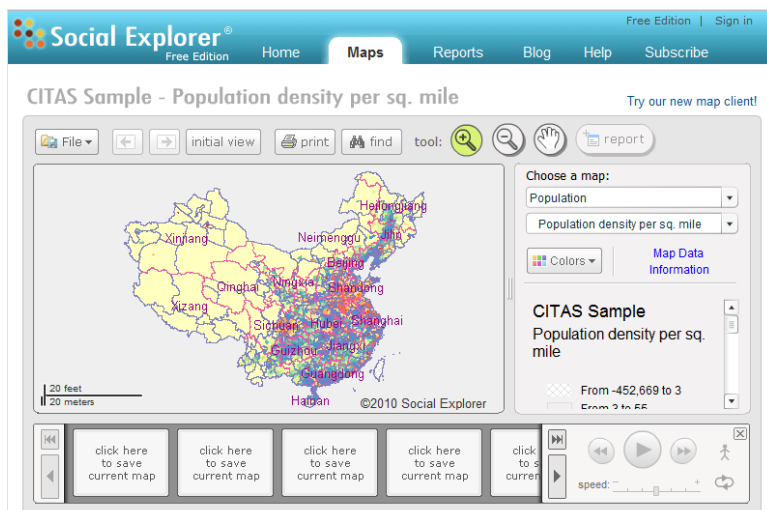 Free Edition | Sign in
Social Explorer®
Free Edition
Home
Maps
Reports
Blog
Help
Subscribe
CITAS Sample - Population density per sq. mile
Try our new map client!
File
initial view
print
find
tool:
report
Choose a map:
Population
Population density per sq. mile
Colors
Map Data
Information
CITAS Sample
Population density per sq.
mile
From -452,669 to 3
From 3 to 55
Heilongjiang
Jilin
Xinjiang
Neimenggu
Beijing
Qinghai
Ningxia
Shandong
Xizang
Sichuan
Hubai
Shanghai
Guizhou
Jiangxi
Guangdong
Hainan
20 feet
20 meters
©2010 Social Explorer
click here
to save
current map
click here
to save
current map
click here
to save
current map
click here
to save
current map
click
to s
curren
speed: